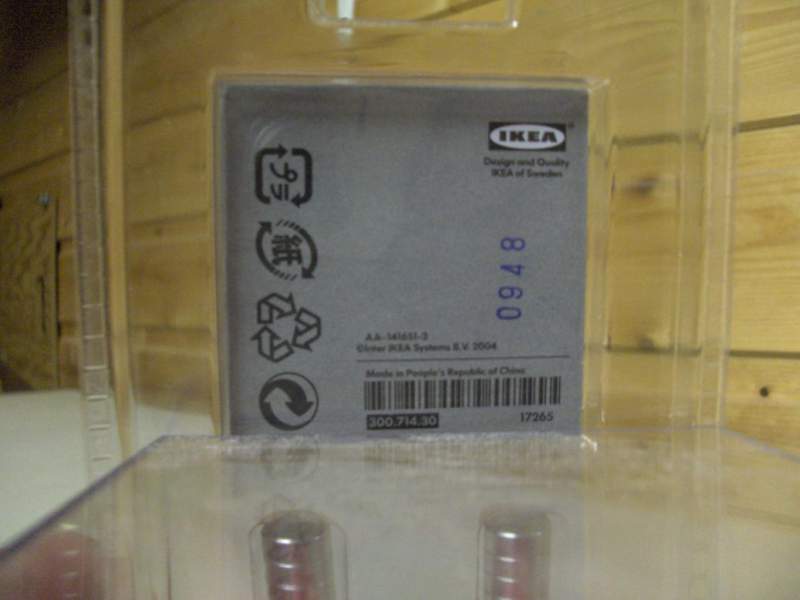 IKEA®
Design and Quality
IKEA of Sweden
プラ
紙
0948
AA-141651-3
©Inter IKEA Systems B.V. 2004
Made in People's Republic of China
300.714.30
17265